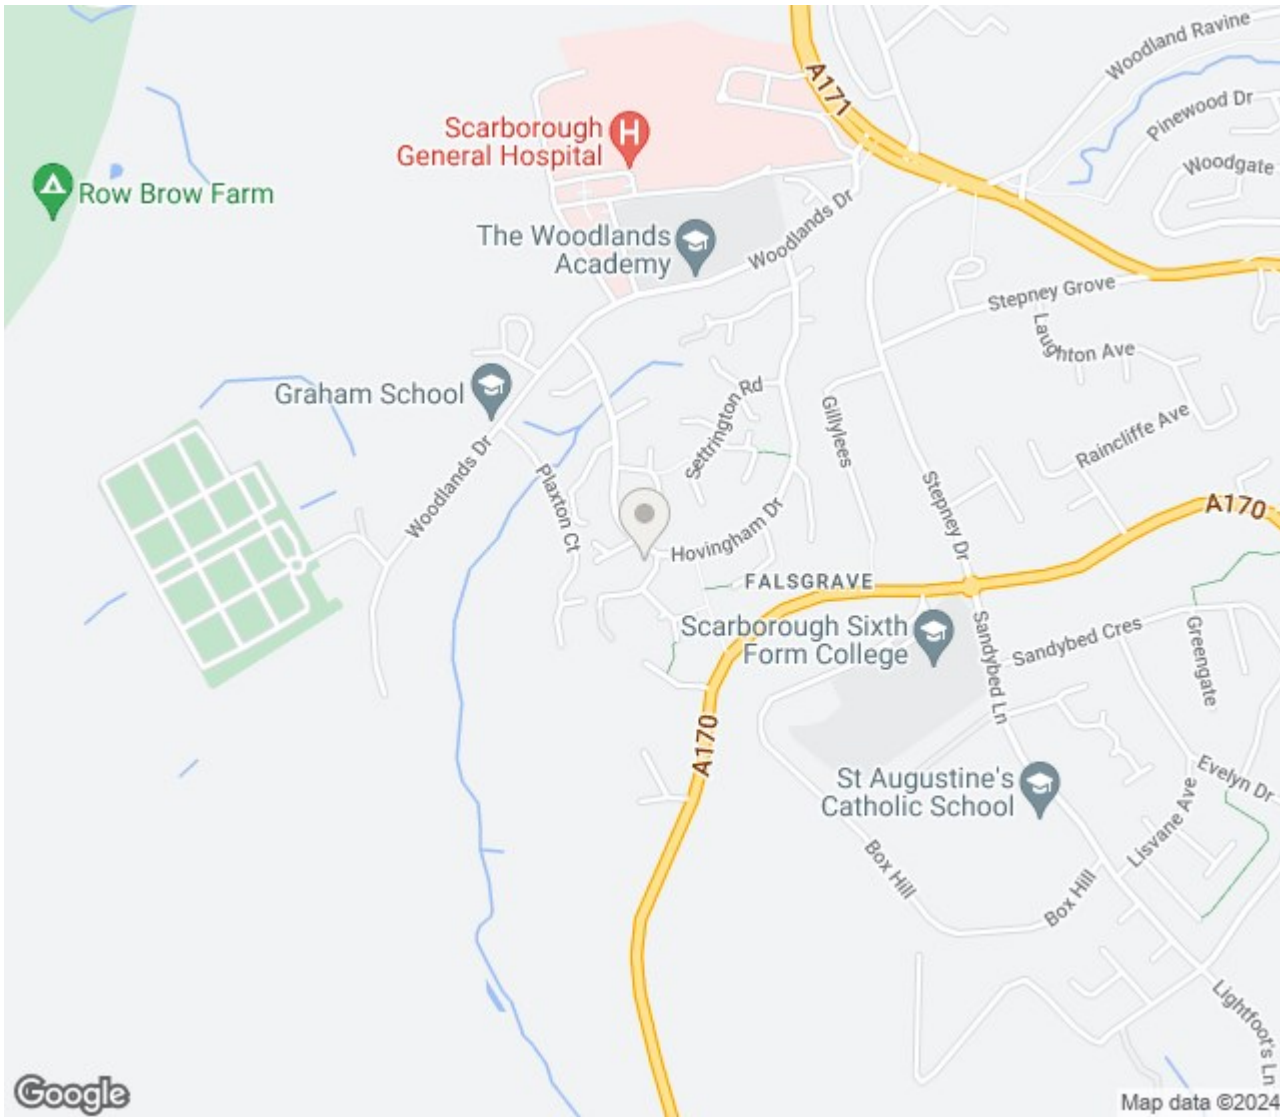 Woodland Ravine
A171
Pinewood Dr
Scarborough
General Hospital
H
Woodgate
Row Brow Farm
The Woodlands
Academy
Woodlands Dr
Stepney Grove
Laughton Ave
Graham School
Settrington Rd
Gillylees
Raincliffe Ave
Woodlands Dr
Plaxton Ct
Stepney Dr
A170
Hovingham Dr
FALSGRAVE
Scarborough Sixth
Form College
Sandybed Ln
Sandybed Cres
Greengate
A170
St Augustine's
Catholic School
Evelyn Dr
Lisvane Ave
Box Hill
Box Hill
Lightfoot's Ln
Google
Map data ©2024